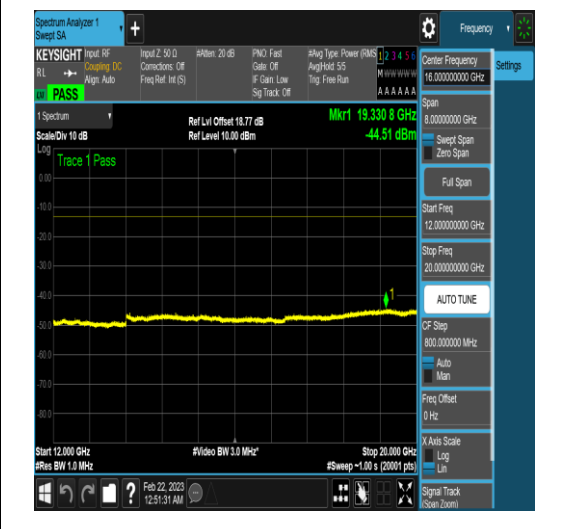 Spectrum Analyzer 1
Swept SA
Frequency
KEYSIGHT
RL
Input: RF
Coupling: DC
Align: Auto
Input Z: 50 Ω
Corrections: Off
Freq Ref: Int (S)
#Atten: 20 dB
PNO: Fast
Gate: Off
IF Gain: Low
Sig Track: Off
#Avg Type: Power (RMS
Avg|Hold: 5/5
Trig: Free Run
1 2 3 4 5 6
M W W W W W
A A A A A A
PASS
1 Spectrum
Scale/Div 10 dB
Ref Lvl Offset 18.77 dB
Ref Level 10.00 dBm
Mkr1 19.330 8 GHz
-44.51 dBm
Log
Trace 1 Pass
0.00
-10.0
-20.0
-30.0
-40.0
-50.0
-60.0
-70.0
-80.0
1
Start 12.000 GHz
#Res BW 1.0 MHz
#Video BW 3.0 MHz*
Stop 20.000 GHz
#Sweep ~1.00 s (20001 pts)
Feb 22, 2023
12:51:31 AM
Center Frequency
16.000000000 GHz
Settings
Span
8.00000000 GHz
Swept Span
Zero Span
Full Span
Start Freq
12.000000000 GHz
Stop Freq
20.000000000 GHz
AUTO TUNE
CF Step
800.000000 MHz
Auto
Man
Freq Offset
0 Hz
X Axis Scale
Log
Lin
Signal Track
(Span Zoom)